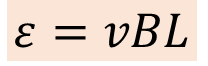 ε = vBL